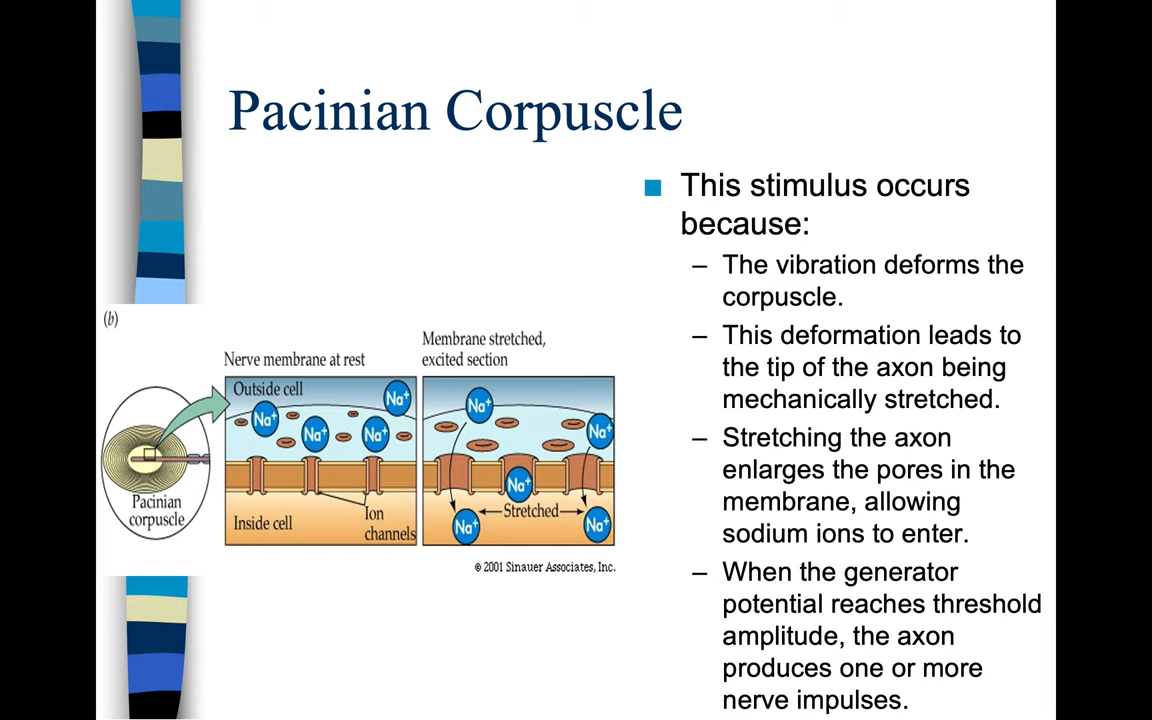 Pacinian Corpuscle
■ This stimulus occurs
because:
– The vibration deforms the
corpuscle.
– This deformation leads to
the tip of the axon being
mechanically stretched.
– Stretching the axon
enlarges the pores in the
membrane, allowing
sodium ions to enter.
– When the generator
potential reaches threshold
amplitude, the axon
produces one or more
nerve impulses.
(b)
Pacinian
corpuscle
Nerve membrane at rest
Outside cell
Na+
Na+
Na+
Na+
Ion
channels
Inside cell
Membrane stretched,
excited section
Na+
Na+
Na+
Stretched
Na+
Na+
© 2001 Sinauer Associates, Inc.